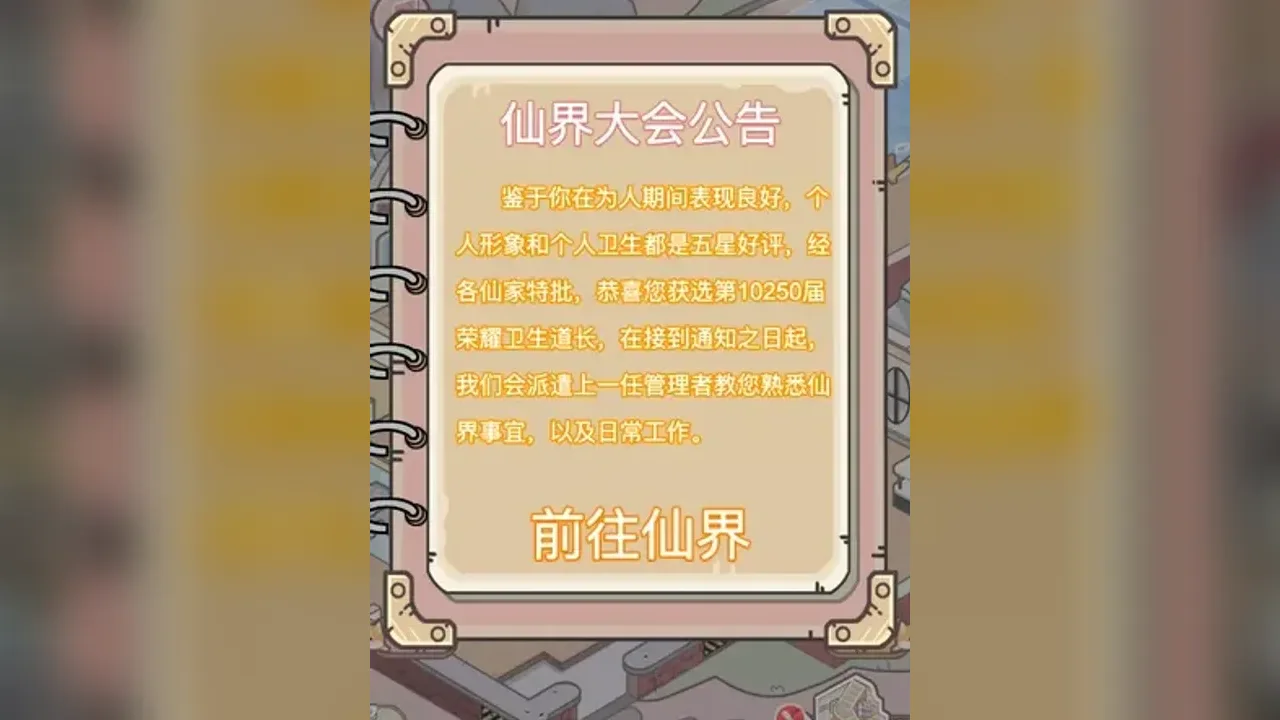 仙界大会公告
鉴于你在为人期间表现良好，个
人形象和个人卫生都是五星好评，经
各仙家特批，恭喜您获选第10250届
荣耀卫生道长，在接到通知之日起，
我们会派遣上一任管理者教您熟悉仙
界事宜，以及日常工作。
前往仙界